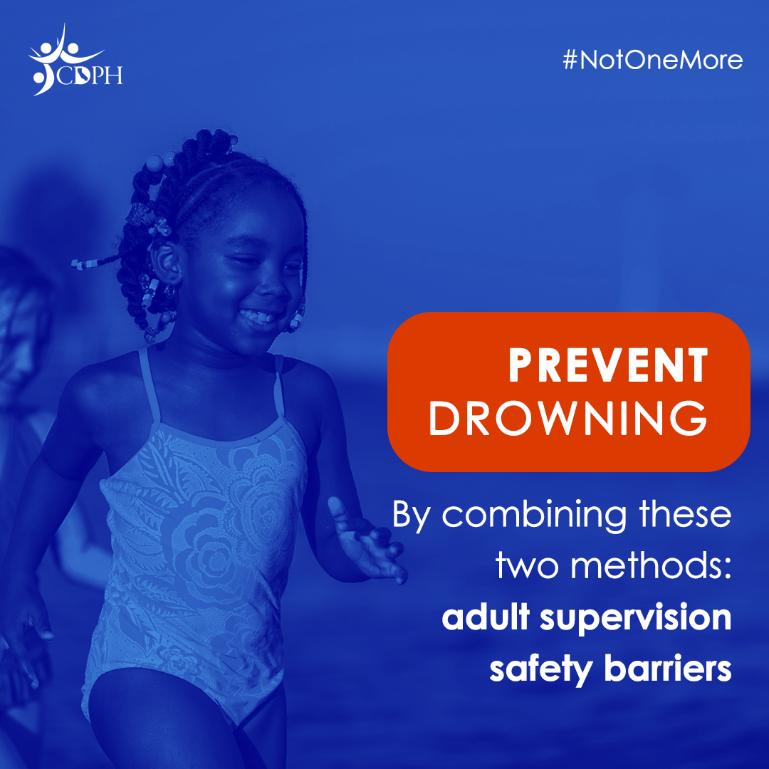 CDPH
#NotOneMore
PREVENT
DROWNING
By combining these
two methods:
adult supervision
safety barriers